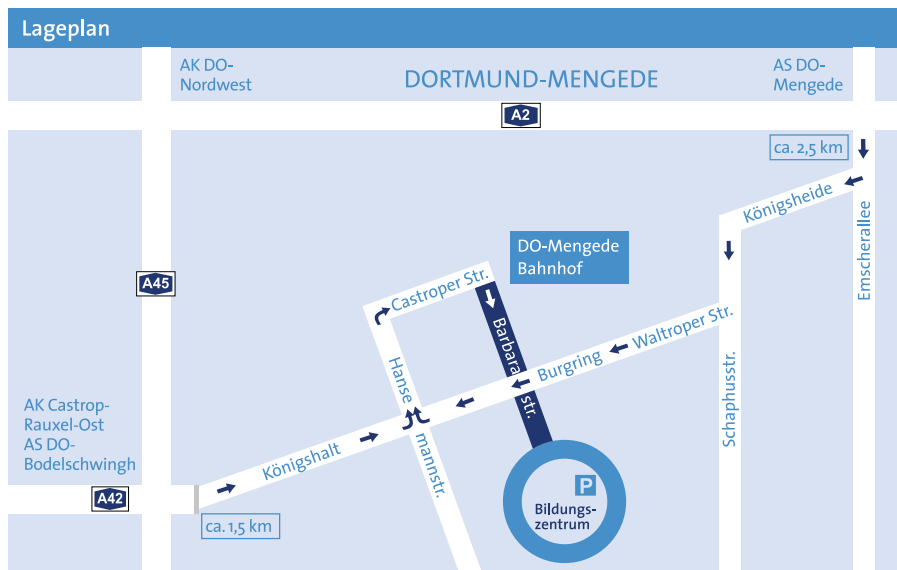 Lageplan
AK DO-
Nordwest
DORTMUND-MENGEDE
AS DO-
Mengede
A2
ca. 2,5 km
Königsheide
Emscherallee
DO-Mengede
Bahnhof
A45
Castroper Str.
Barbara
str.
Waltroper Str.
Burgring
Hanse
mannstr.
Schaphusstr.
AK Castrop-
Rauxel-Ost
AS DO-
Bodelschwingh
Königshalt
A42
ca. 1,5 km
P
Bildungs-
zentrum